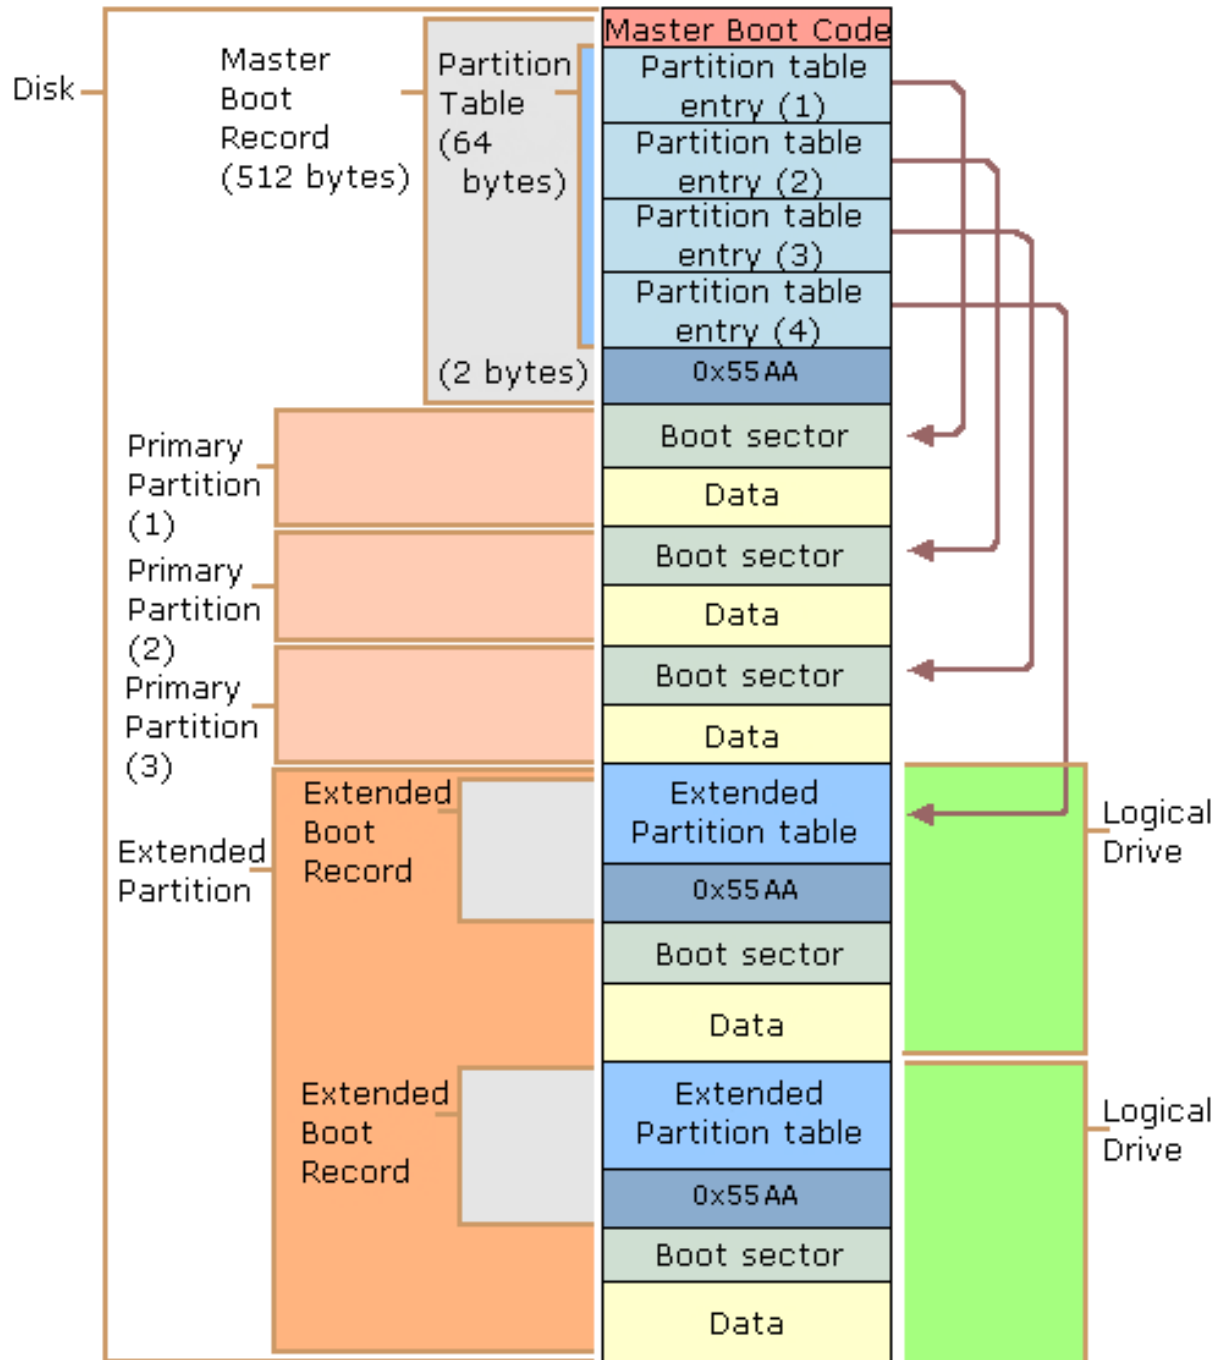 Disk
Master
Boot
Record
(512 bytes)
Partition
Table
(64
bytes)
(2 bytes)
Master Boot Code
Partition table
entry (1)
Partition table
entry (2)
Partition table
entry (3)
Partition table
entry (4)
0x55AA
Primary
Partition
(1)
Boot sector
Data
Primary
Partition
(2)
Boot sector
Data
Primary
Partition
(3)
Boot sector
Data
Extended
Partition
Extended
Boot
Record
Extended
Partition table
0x55AA
Boot sector
Data
Logical
Drive
Extended
Boot
Record
Extended
Partition table
0x55AA
Boot sector
Data
Logical
Drive